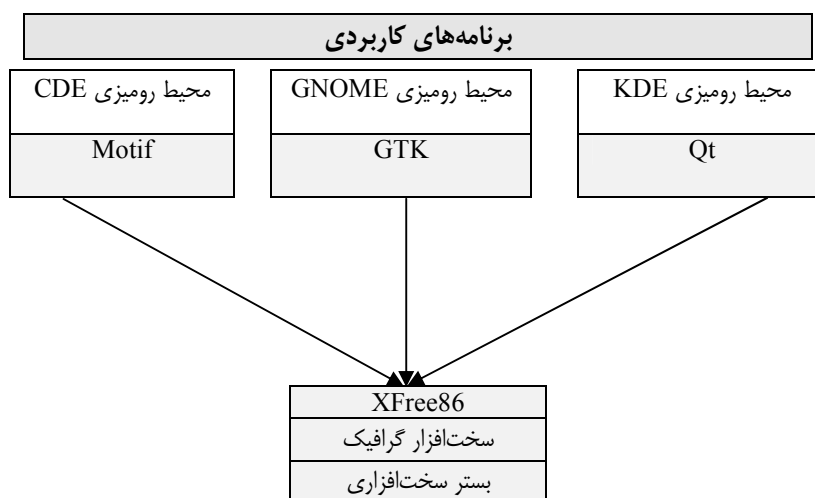 برنامه‌های کاربردی
محیط رومیزی KDE
Qt
محیط رومیزی GNOME
GTK
محیط رومیزی CDE
Motif
XFree86
سخت‌افزار گرافیک
بستر سخت‌افزاری